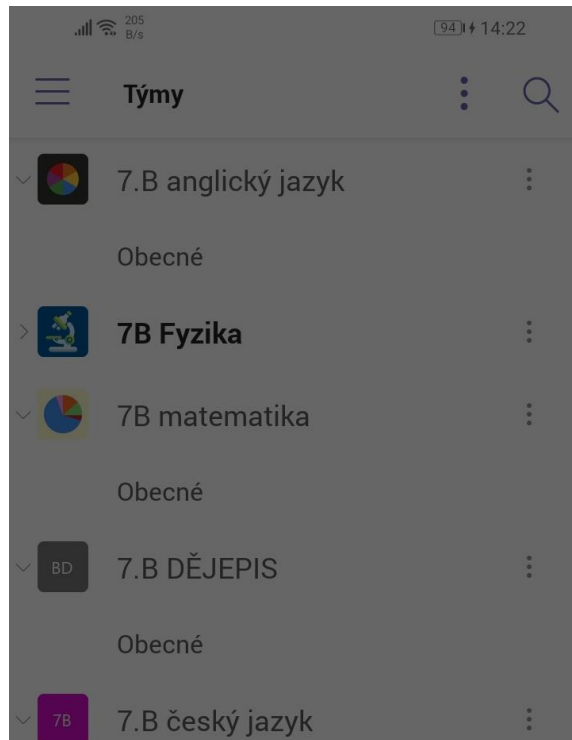 205
B/s
94 14:22
Týmy
7.B anglický jazyk
Obecné
7B Fyzika
7B matematika
Obecné
BD 7.B DĚJEPIS
Obecné
7B 7.B český jazyk